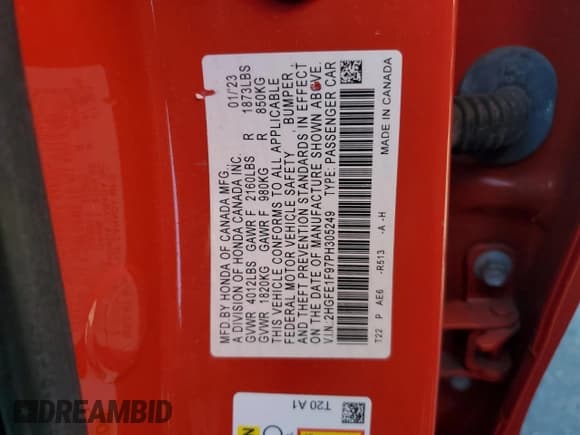 MFD.BY HONDA OF CANADA MFG. 01/23
A DIVISION OF HONDA CANADA INC.
GVWR 4012LBS GAWR F 2160LBS R 1873LBS
GVWR 1820KG GAWR F 980KG R 850KG
THIS VEHICLE CONFORMS TO ALL APPLICABLE
FEDERAL MOTOR VEHICLE SAFETY BUMPER,
AND THEFT PREVENTION STANDARDS IN EFFECT
ON THE DATE OF MANUFACTURE SHOWN ABOVE.
V.I.N. 2HGFE1F97PH305249 TYPE: PASSENGER CAR
T22 P AE6 -R513 -A -H MADE IN CANADA
T20 A1
DREAMBID